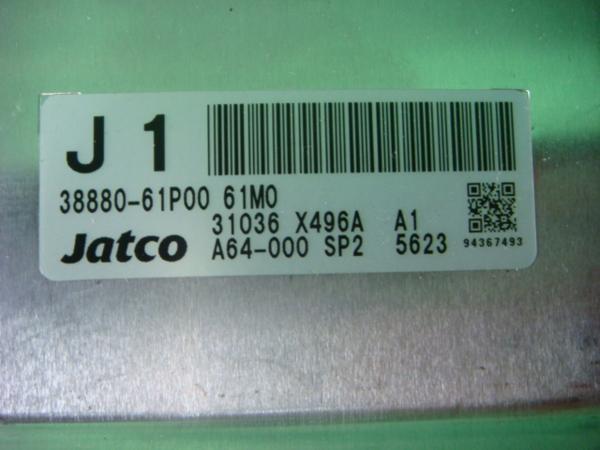 J 1
38880-61P00 61M0
31036 X496A A1
Jatco A64-000 SP2 5623
94367493